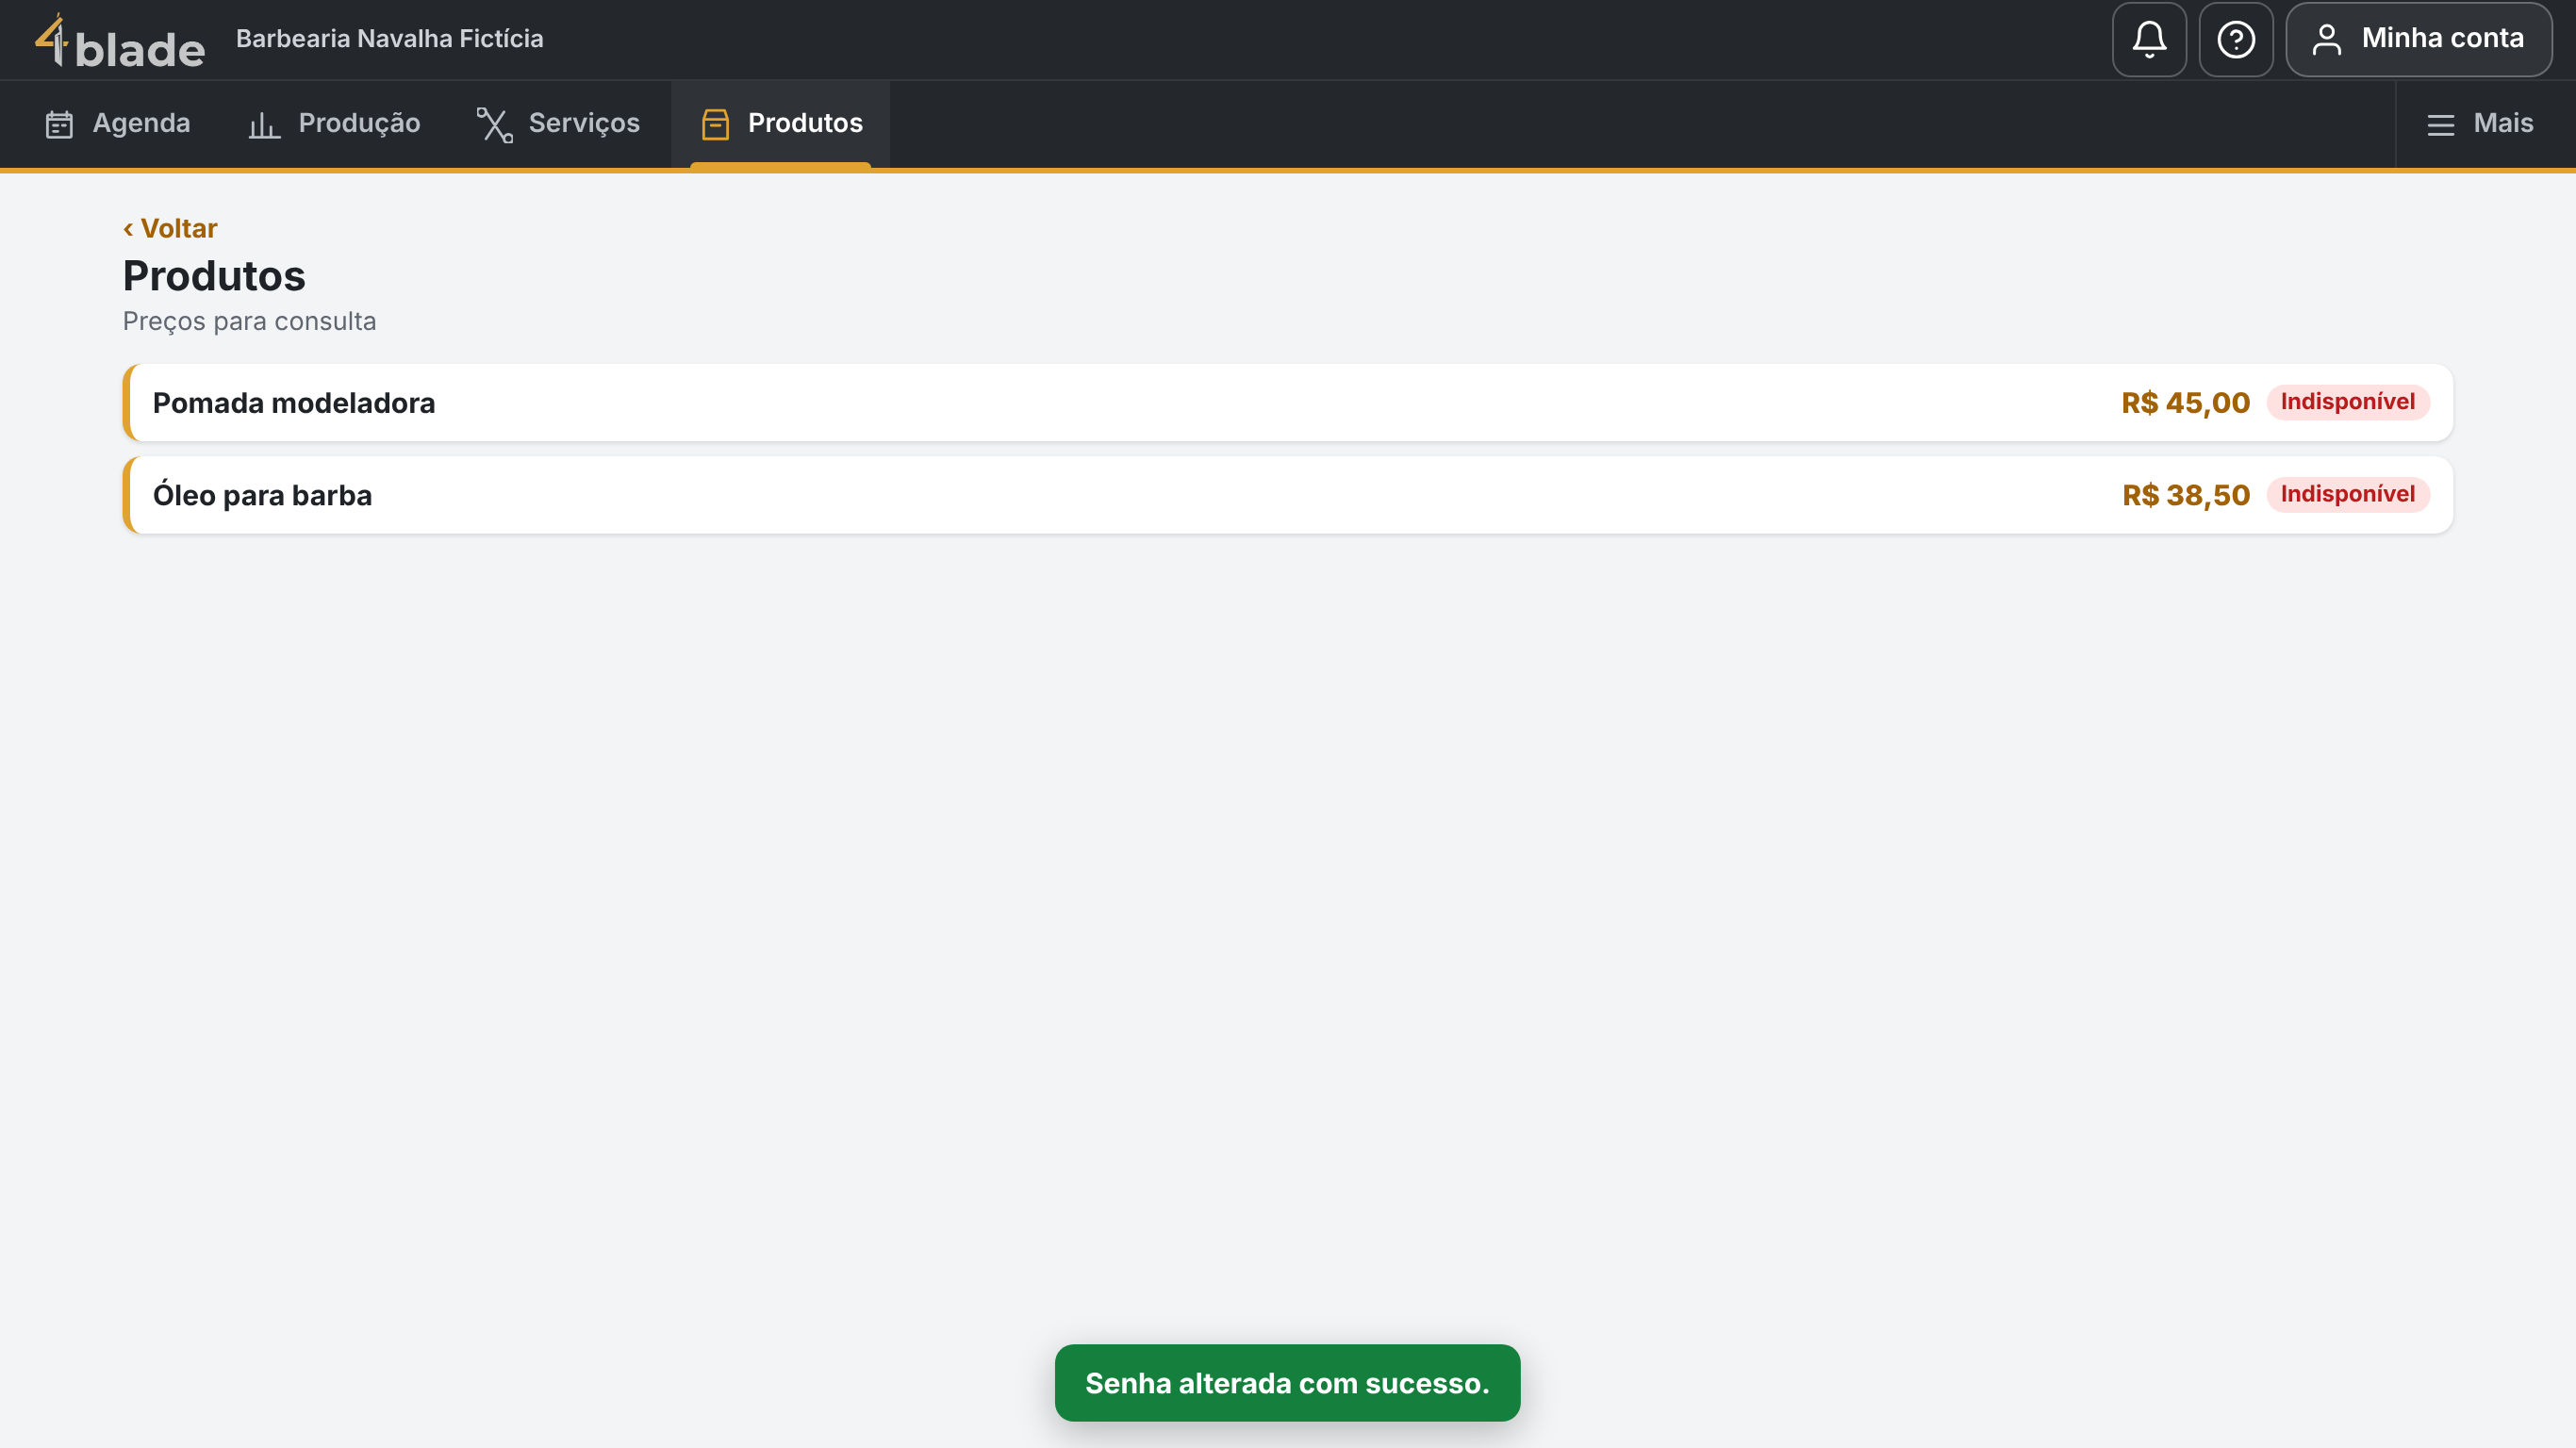 4blade
Barbearia Navalha Fictícia
Minha conta
Agenda
Produção
Serviços
Produtos
Mais
‹ Voltar
Produtos
Preços para consulta
Pomada modeladora
R$ 45,00
Indisponível
Óleo para barba
R$ 38,50
Indisponível
Senha alterada com sucesso.